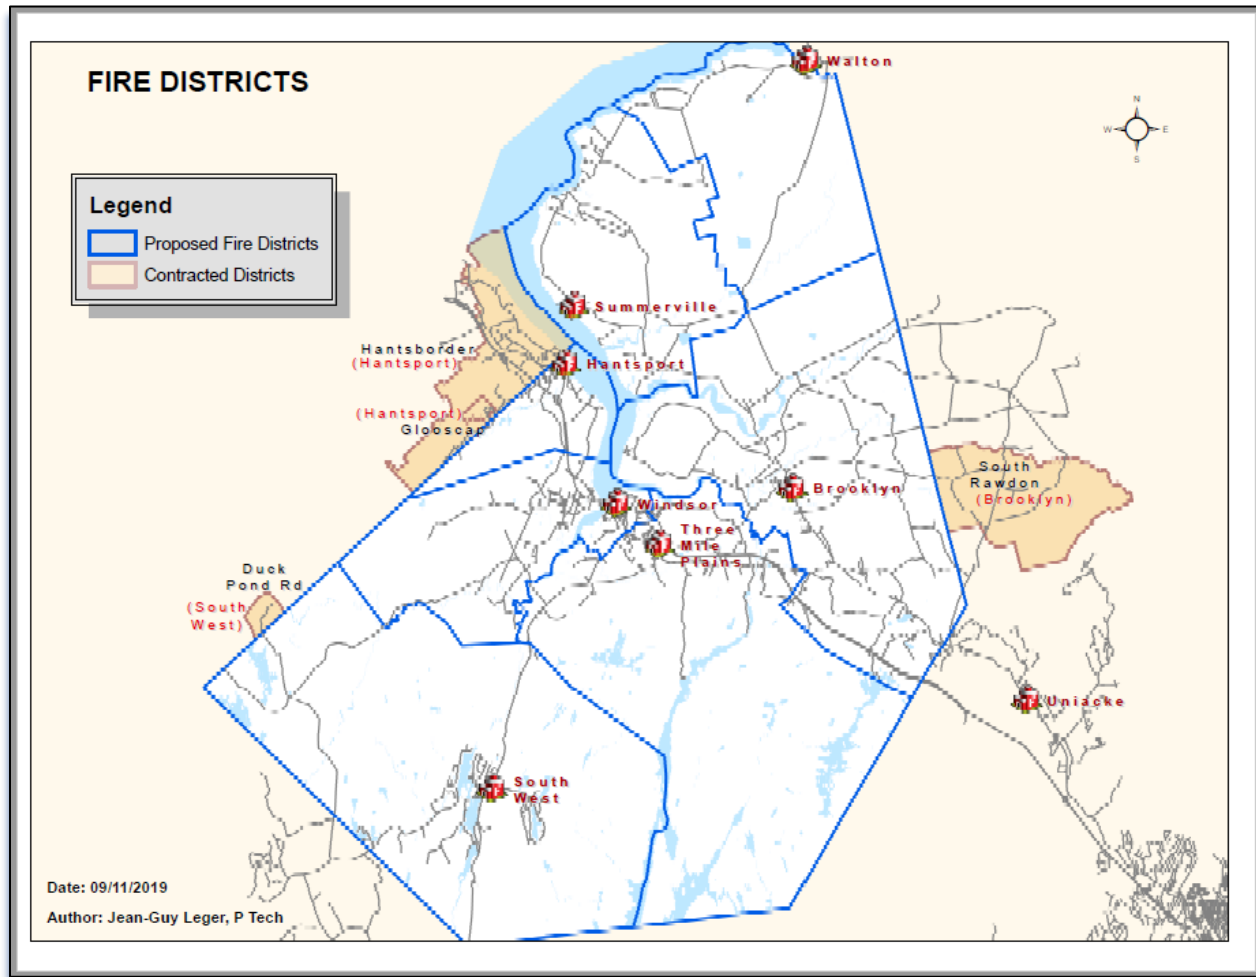 FIRE DISTRICTS
Walton
N
W
E
S
Legend
Proposed Fire Districts
Contracted Districts
Summerville
Hantsborder
(Hantsport)
Hantsport
(Hantsport)
Glooscap
South
Rawdon
(Brooklyn)
Brooklyn
Windsor
Three
Mile
Plains
Duck
Pond Rd
(South
West)
Uniacke
South
West
Date: 09/11/2019
Author: Jean-Guy Leger, P Tech